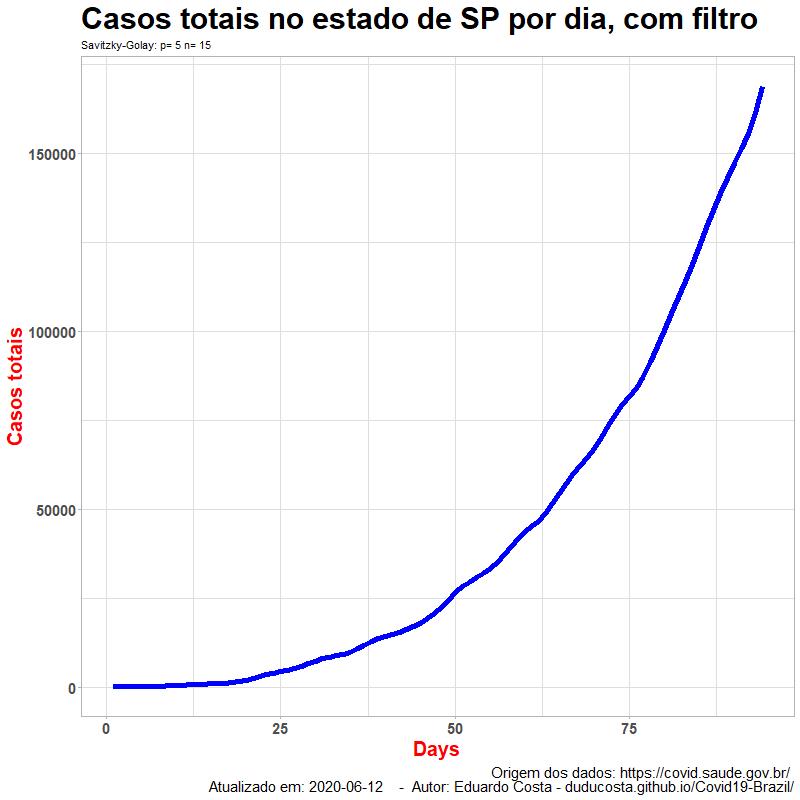 Casos totais no estado de SP por dia, com filtro
Savitzky-Golay: p= 5 n= 15
Casos totais
150000
100000
50000
0
0 25 50 75
Days
Origem dos dados: https://covid.saude.gov.br/
Atualizado em: 2020-06-12 - Autor: Eduardo Costa - duducosta.github.io/Covid19-Brazil/